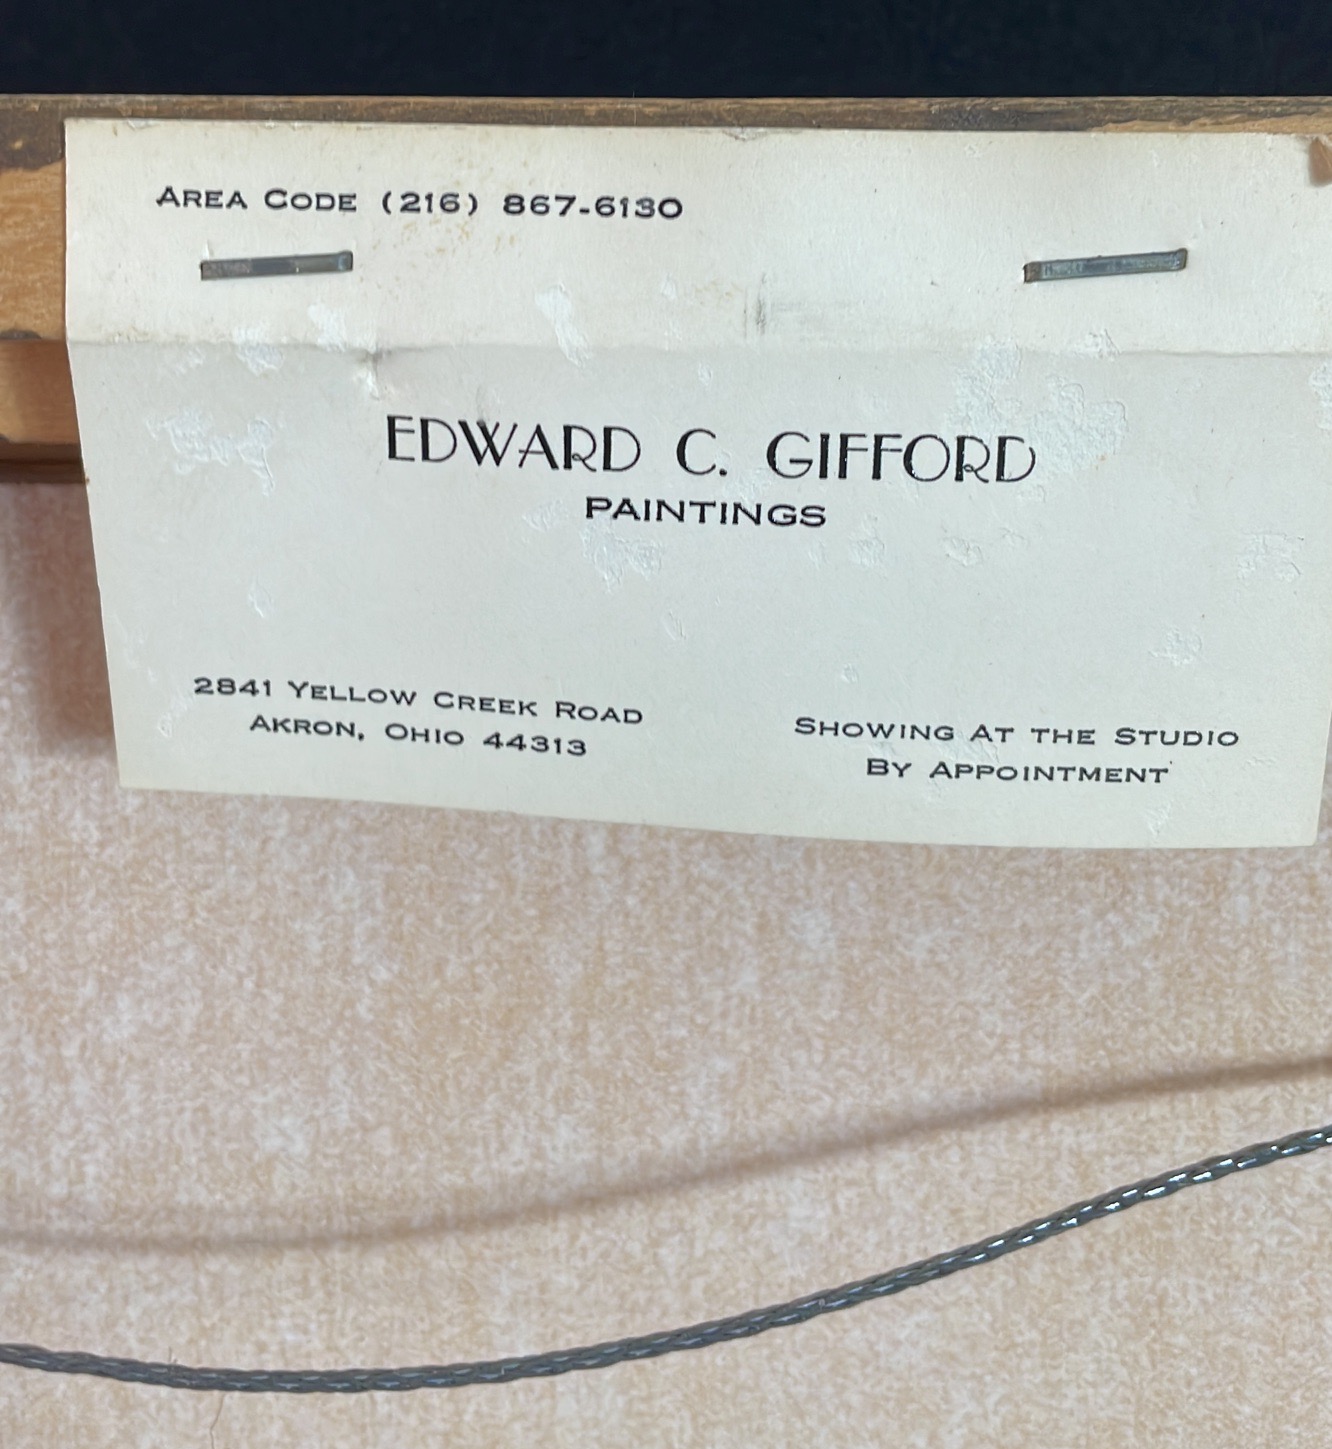 AREA CODE (216) 867-6130
EDWARD C. GIFFORD
PAINTINGS
2841 YELLOW CREEK ROAD
AKRON, OHIO 44313
SHOWING AT THE STUDIO
BY APPOINTMENT